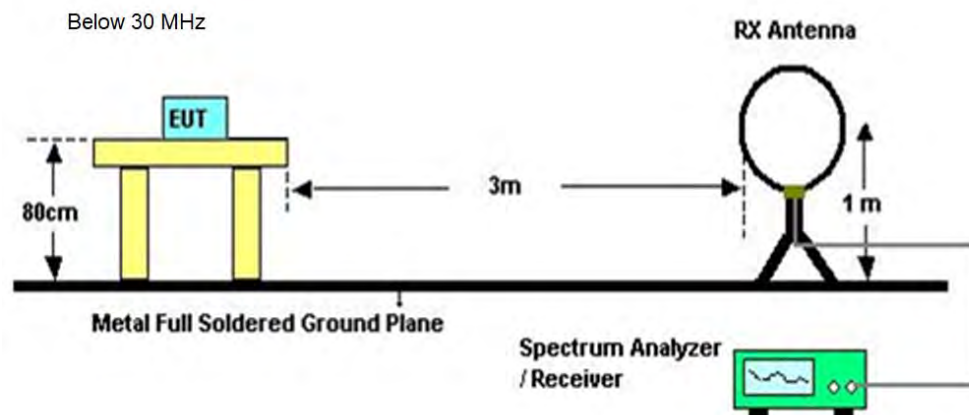 Below 30 MHz
RX Antenna
EUT
80cm
3m
1 m
Metal Full Soldered Ground Plane
Spectrum Analyzer
/ Receiver